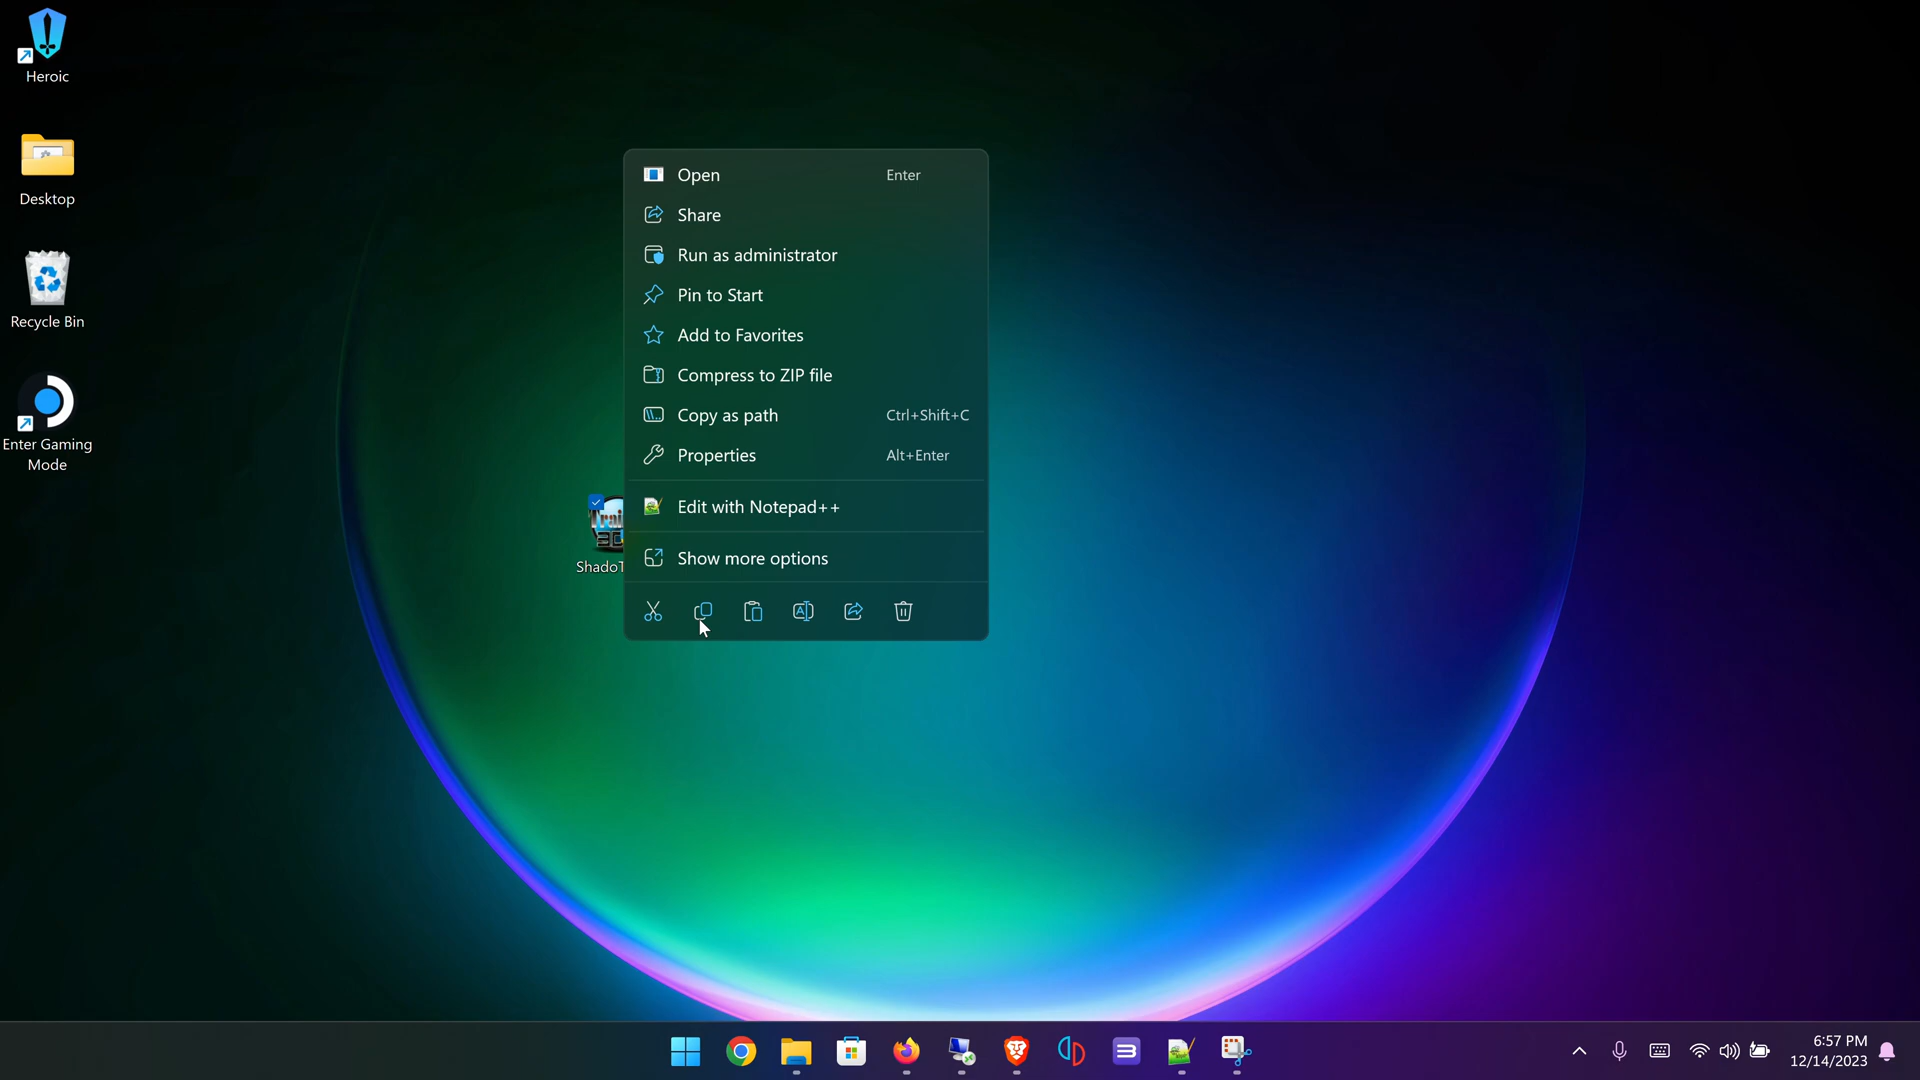 Heroic
Desktop
Recycle Bin
Enter Gaming
Mode
Open Enter
Share
Run as administrator
Pin to Start
Add to Favorites
Compress to ZIP file
Copy as path Ctrl+Shift+C
Properties Alt+Enter
Edit with Notepad++
Show more options
ShadoT
6:57 PM
12/14/2023